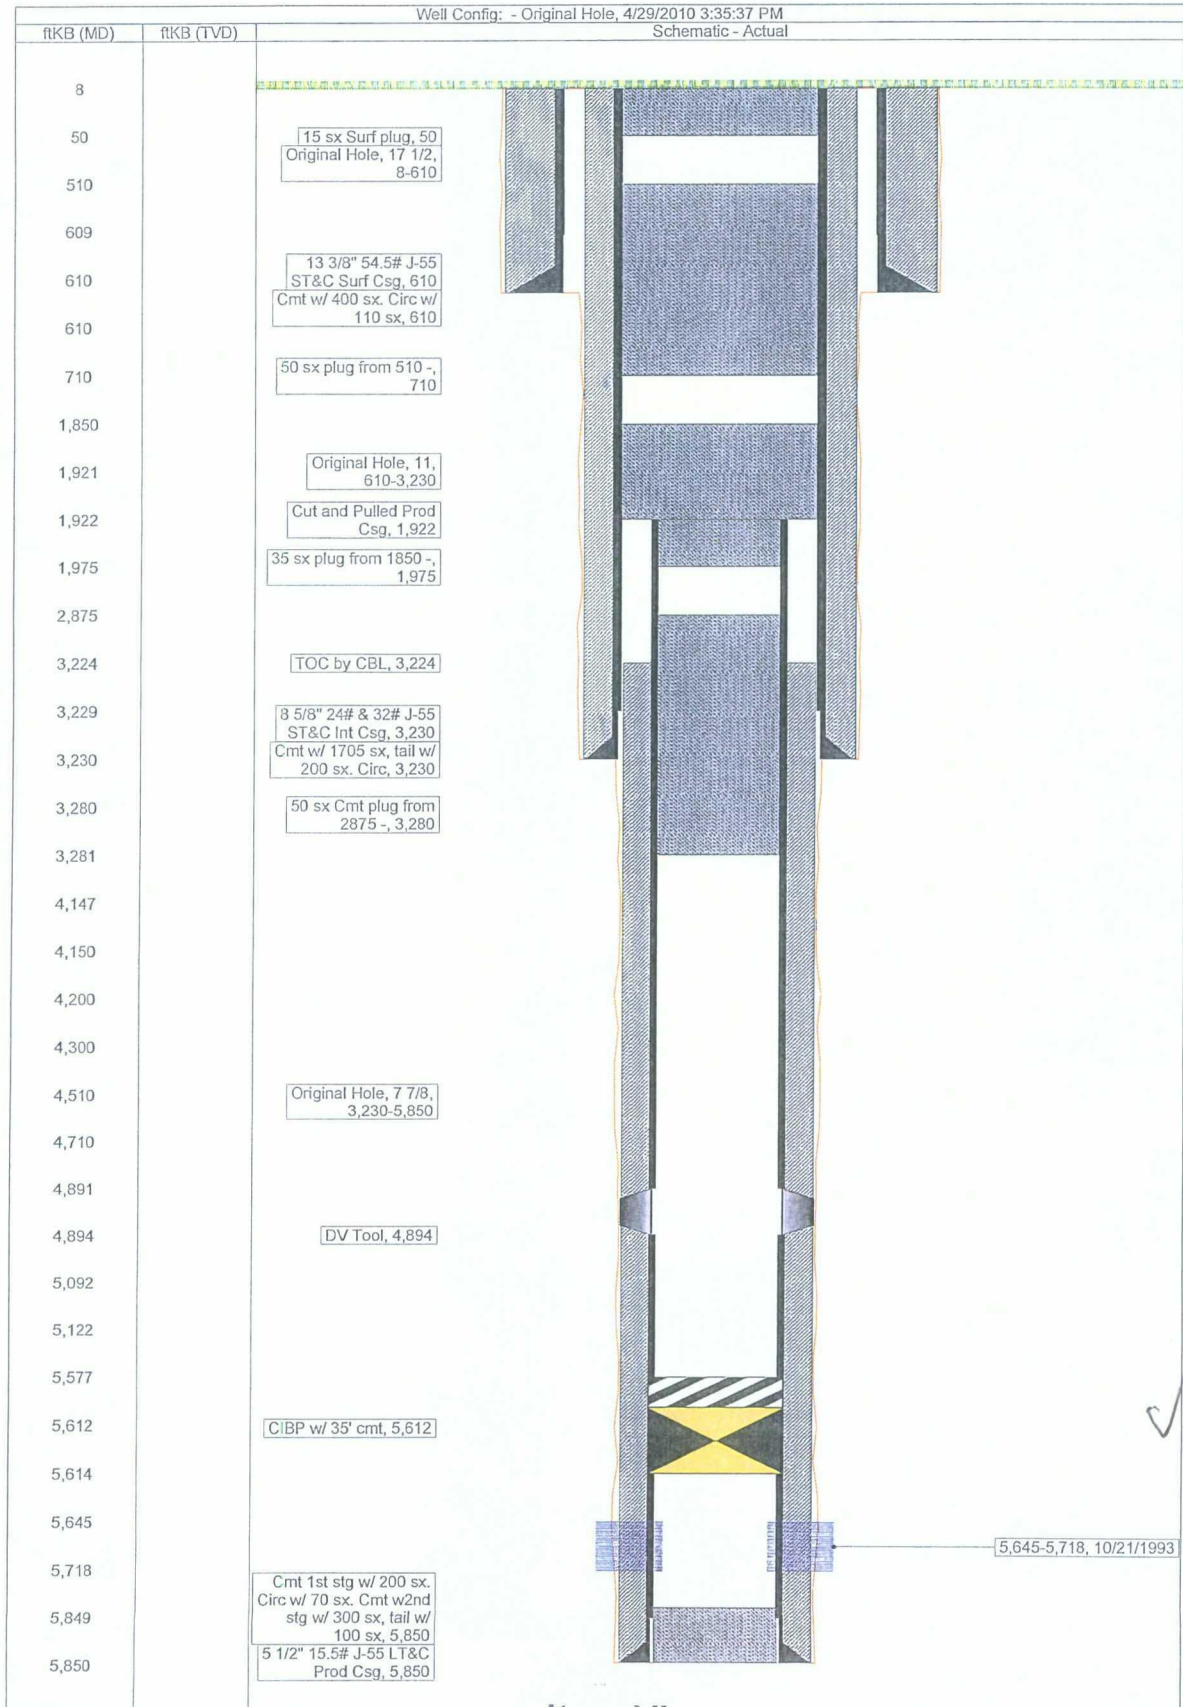 Well Config: - Original Hole, 4/29/2010 3:35:37 PM
ftKB (MD) ftKB (TVD) Schematic - Actual
8
50
15 sx Surf plug, 50
Original Hole, 17 1/2,
8-610
510
609
13 3/8" 54.5# J-55
ST&C Surf Csg, 610
610
Cmt w/ 400 sx. Circ w/
110 sx, 610
610
50 sx plug from 510 -,
710
710
1,850
Original Hole, 11,
610-3,230
1,921
Cut and Pulled Prod
Csg, 1,922
1,922
35 sx plug from 1850 -,
1,975
1,975
2,875
3,224
TOC by CBL, 3,224
3,229
8 5/8" 24# & 32# J-55
ST&C Int Csg, 3,230
Cmt w/ 1705 sx, tail w/
200 sx. Circ, 3,230
3,230
50 sx Cmt plug from
2875 -, 3,280
3,280
3,281
4,147
4,150
4,200
4,300
Original Hole, 7 7/8,
3,230-5,850
4,510
4,710
4,891
4,894
DV Tool, 4,894
5,092
5,122
5,577
5,612
CIBP w/ 35' cmt, 5,612
5,614
5,645
5,645-5,718, 10/21/1993
5,718
Cmt 1st stg w/ 200 sx.
Circ w/ 70 sx. Cmt w2nd
stg w/ 300 sx, tail w/
100 sx, 5,850
5,849
5 1/2" 15.5# J-55 LT&C
Prod Csg, 5,850
5,850